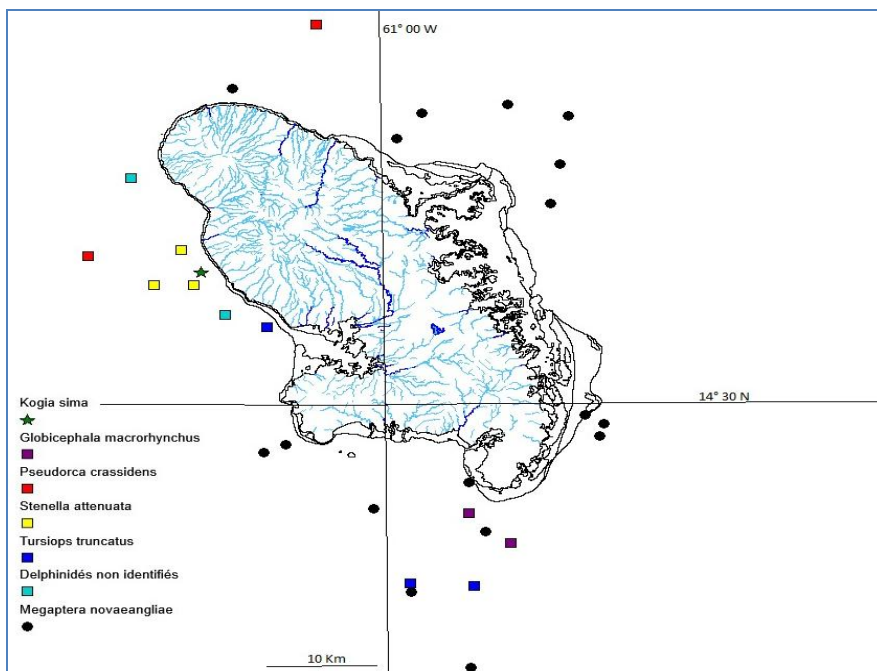 61° 00 W
14° 30 N
Kogia sima
Globicephala macrorhynchus
Pseudorca crassidens
Stenella attenuata
Tursiops truncatus
Delphinidés non identifiés
Megaptera novaeangliae
10 Km